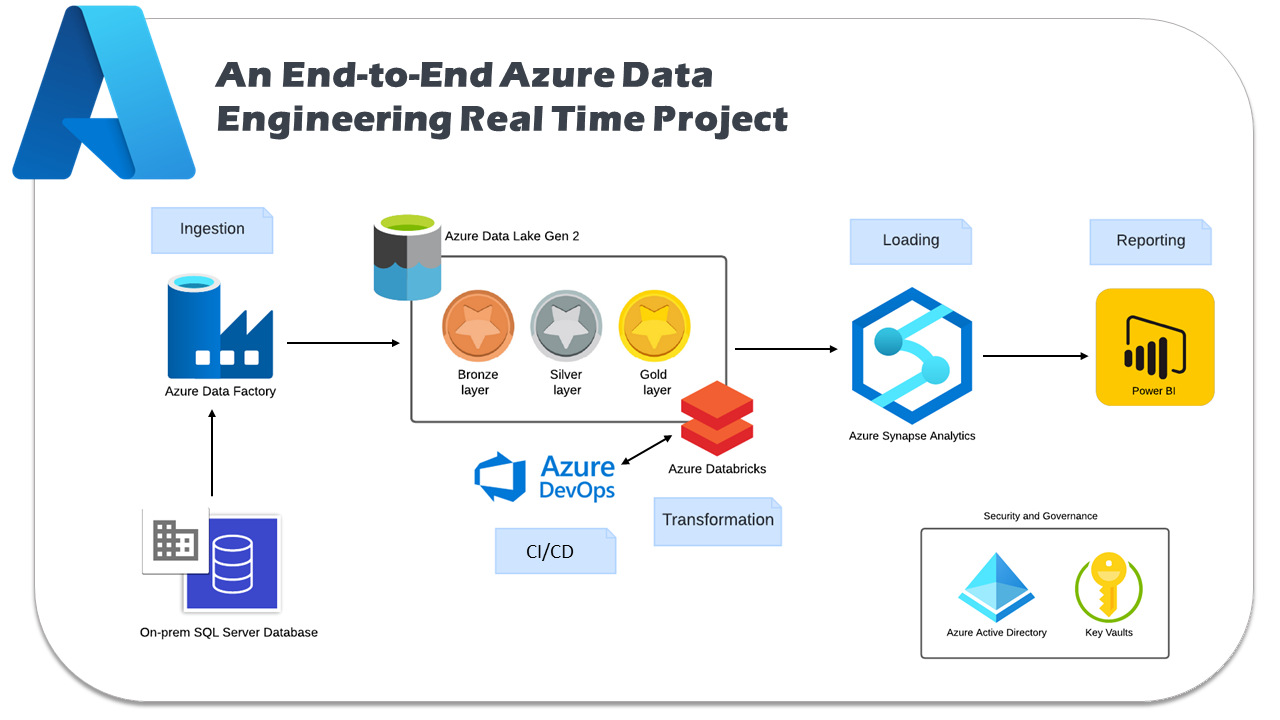 An End-to-End Azure Data
Engineering Real Time Project
Ingestion
Azure Data Factory
On-prem SQL Server Database
Azure Data Lake Gen 2
Bronze
layer
Silver
layer
Gold
layer
Azure Databricks
Transformation
Azure
DevOps
CI/CD
Loading
Azure Synapse Analytics
Reporting
Power BI
Security and Governance
Azure Active Directory
Key Vaults